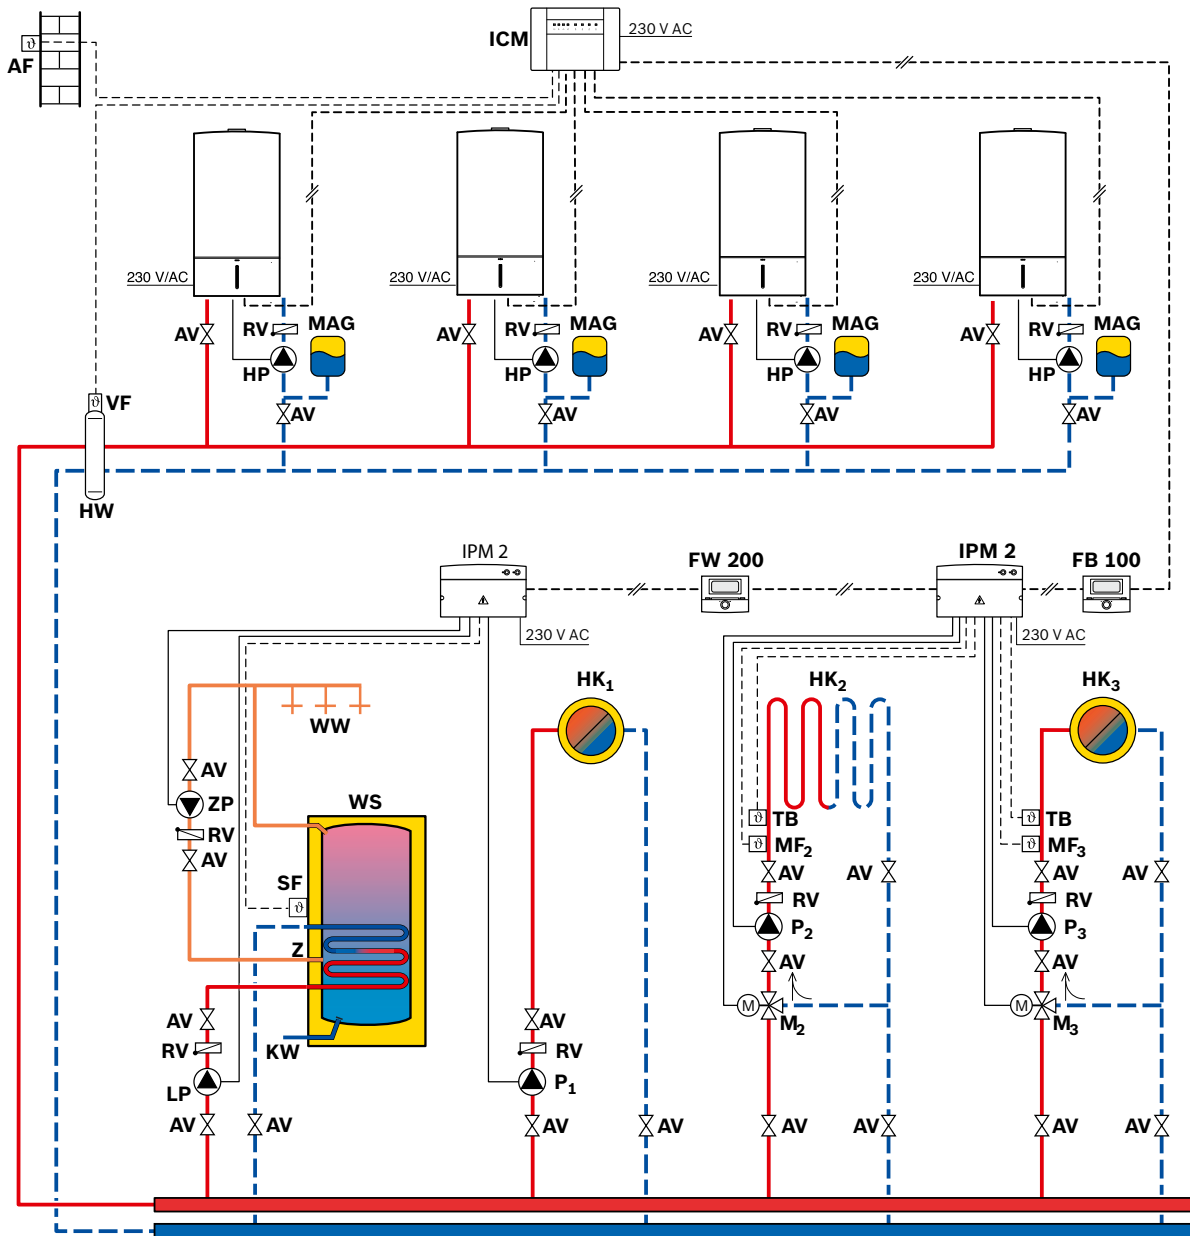 ICM
230 V AC
ϑ
AF
230 V/AC 230 V/AC 230 V/AC 230 V/AC
AV RV MAG AV RV MAG AV RV MAG AV RV MAG
HP HP HP HP
ϑ VF
AV AV AV AV
HW
IPM 2 FW 200 IPM 2 FB 100
230 V AC 230 V AC
HK1 HK2 HK3
WW
AV
ZP WS
RV
AV
ϑ TB ϑ TB
ϑ MF2 ϑ MF3
SF AV AV AV AV
ϑ
RV RV
P2 P3
Z
AV AV
M M2 M M3
AV AV
RV KW RV
LP P1
AV AV AV AV AV AV AV AV